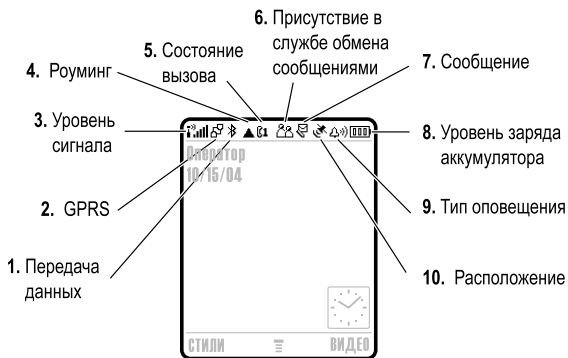 6. Присутствие в
службе обмена
сообщениями
5. Состояние
вызова
4. Роуминг
7. Сообщение
3. Уровень
сигнала
8. Уровень заряда
аккумулятора
Оператор
10/15/04
2. GPRS
9. Тип оповещения
1. Передача
данных
10. Расположение
СТИЛИ
ВИДЕО